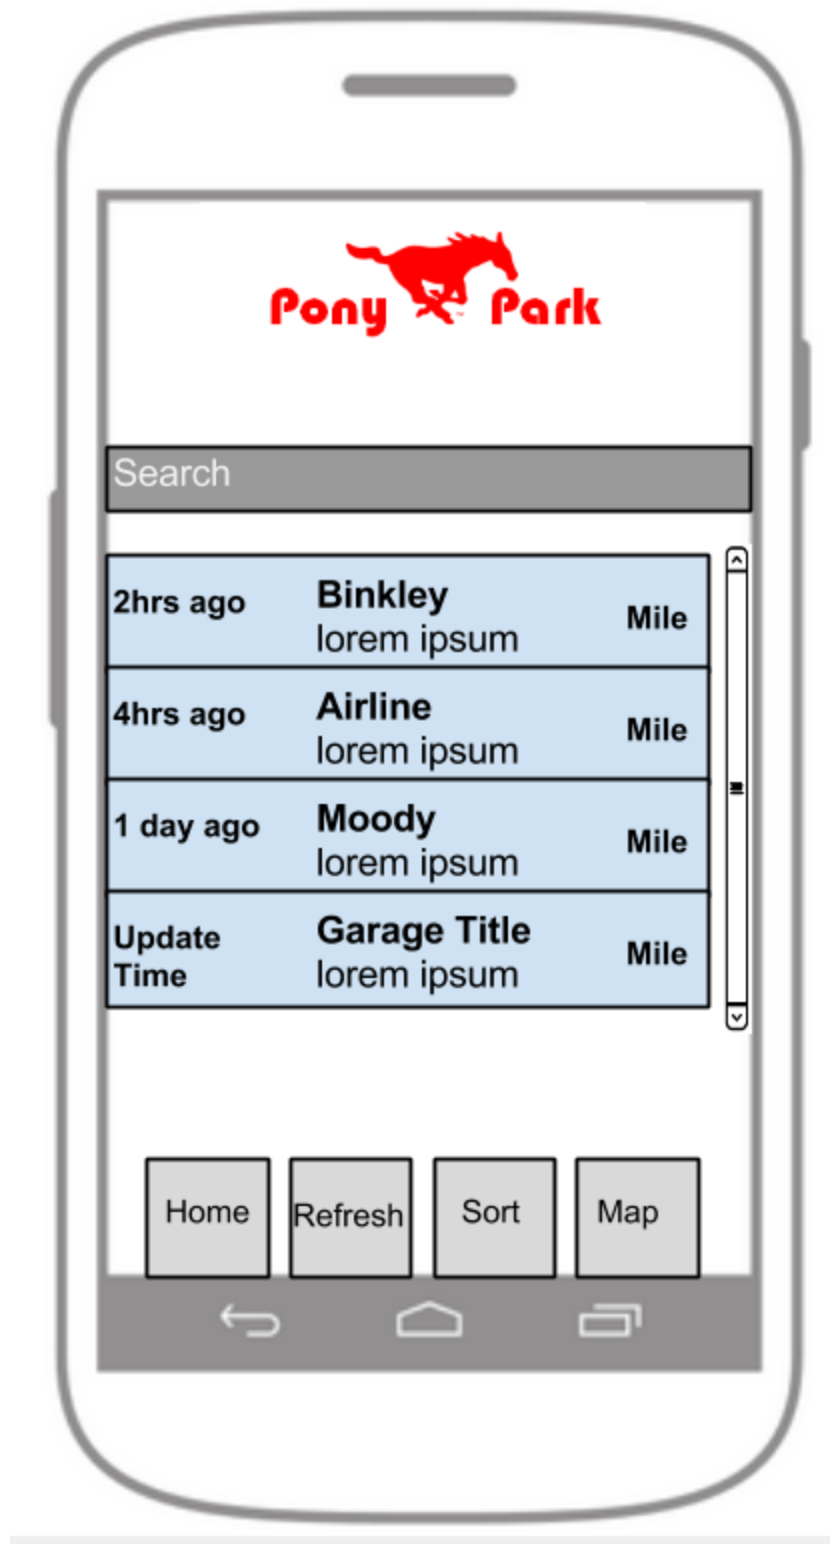 Pony Park
Search
2hrs ago
Binkley
lorem ipsum
Mile
4hrs ago
Airline
lorem ipsum
Mile
1 day ago
Moody
lorem ipsum
Mile
Update
Time
Garage Title
lorem ipsum
Mile
Home
Refresh
Sort
Map